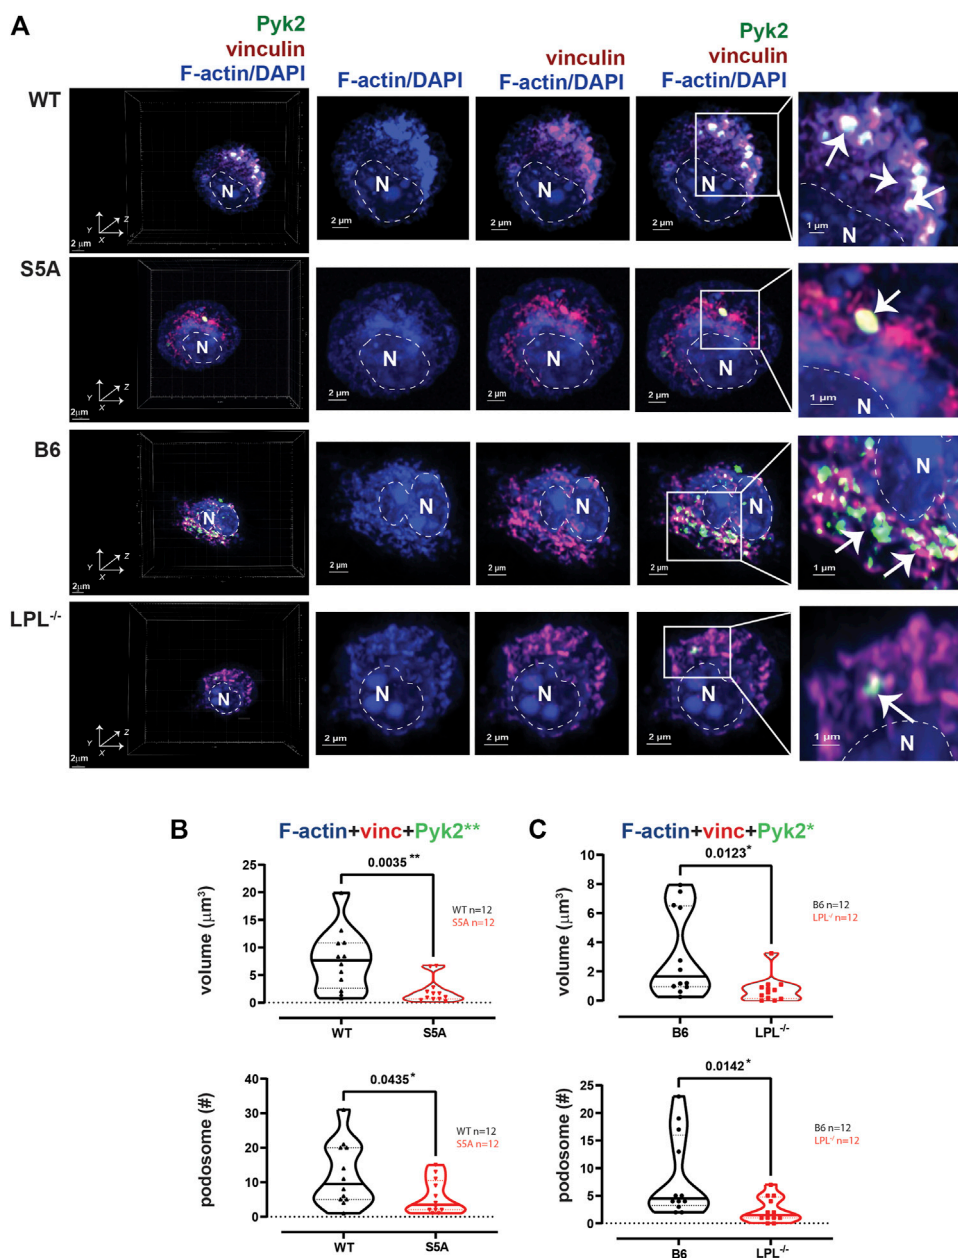 A
Pyk2
vinculin
F-actin/DAPI
F-actin/DAPI
vinculin
F-actin/DAPI
Pyk2
vinculin
F-actin/DAPI
WT
N
Y
Z
X
2 μm
N
2 μm
N
2 μm
N
2 μm
N
1 μm
S5A
N
Y
Z
X
2μm
N
2 μm
N
2 μm
N
2 μm
N
1 μm
B6
N
Y
Z
X
2μm
N
2 μm
N
2 μm
N
2 μm
N
1 μm
LPL-/-
N
Y
Z
X
2μm
N
2 μm
N
2 μm
N
2 μm
N
1 μm
B
F-actin+vinc+Pyk2**
0.0035 **
volume (μm³)
25
20
15
10
5
0
WT n=12
S5A n=12
WT
S5A
0.0435 *
podosome (#)
40
30
20
10
0
WT n=12
S5A n=12
WT
S5A
C
F-actin+vinc+Pyk2*
0.0123*
volume (μm³)
10
8
6
4
2
0
B6 n=12
LPL-/- n=12
B6
LPL-/-
0.0142 *
podosome (#)
25
20
15
10
5
0
B6 n=12
LPL-/- n=12
B6
LPL-/-